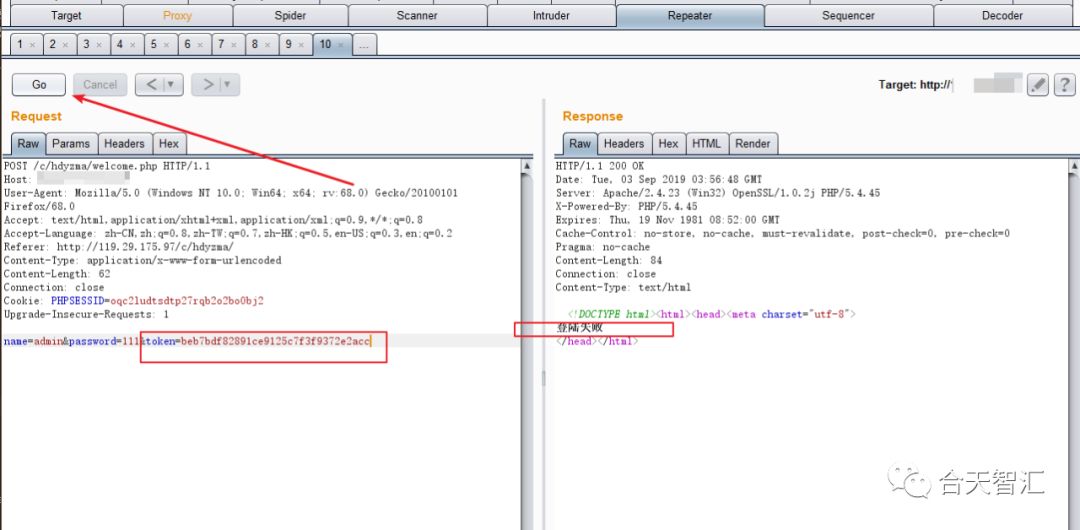 Target Proxy Spider Scanner Intruder Repeater Sequencer Decoder
1 × 2 × 3 × 4 × 5 × 6 × 7 × 8 × 9 × 10 × ...
Go Cancel < > Target: http://
Request
Raw Params Headers Hex
POST /c/hdyzma/welcome.php HTTP/1.1
Host:
User-Agent: Mozilla/5.0 (Windows NT 10.0; Win64; x64; rv:68.0) Gecko/20100101
Firefox/68.0
Accept: text/html,application/xhtml+xml,application/xml;q=0.9,*/*;q=0.8
Accept-Language: zh-CN,zh;q=0.8,zh-TW;q=0.7,zh-HK;q=0.5,en-US;q=0.3,en;q=0.2
Referer: http://119.29.175.97/c/hdyzma/
Content-Type: application/x-www-form-urlencoded
Content-Length: 62
Connection: close
Cookie: PHPSESSID=oqc2ludtsdtp27rqb2o2bo0bj2
Upgrade-Insecure-Requests: 1
name=admin&password=111&token=beb7bdf82891ce9125c7f3f9372e2acc
Response
Raw Headers Hex HTML Render
HTTP/1.1 200 OK
Date: Tue, 03 Sep 2019 03:56:48 GMT
Server: Apache/2.4.23 (Win32) OpenSSL/1.0.2j PHP/5.4.45
X-Powered-By: PHP/5.4.45
Expires: Thu, 19 Nov 1981 08:52:00 GMT
Cache-Control: no-store, no-cache, must-revalidate, post-check=0, pre-check=0
Pragma: no-cache
Content-Length: 84
Connection: close
Content-Type: text/html
<!DOCTYPE html><html><head><meta charset="utf-8">
登陆失败
</head></html>
合天智汇